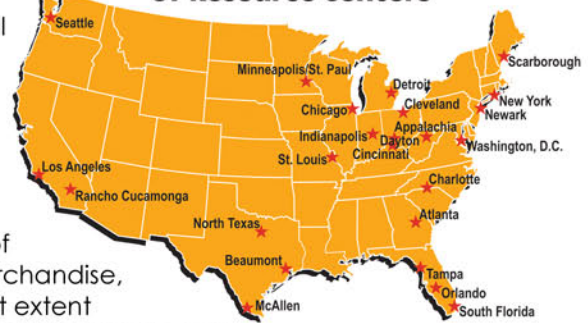 of Resource Centers
Seattle
l
Minneapolis/St. Paul
Scarborough
Detroit
Chicago
Cleveland
New York
Newark
Indianapolis
Appalachia
Dayton
Washington, D.C.
St. Louis
Cincinnati
Los Angeles
Rancho Cucamonga
Charlotte
Atlanta
North Texas
of
Beaumont
chandise,
Tampa
Orlando
t extent
McAllen
South Florida